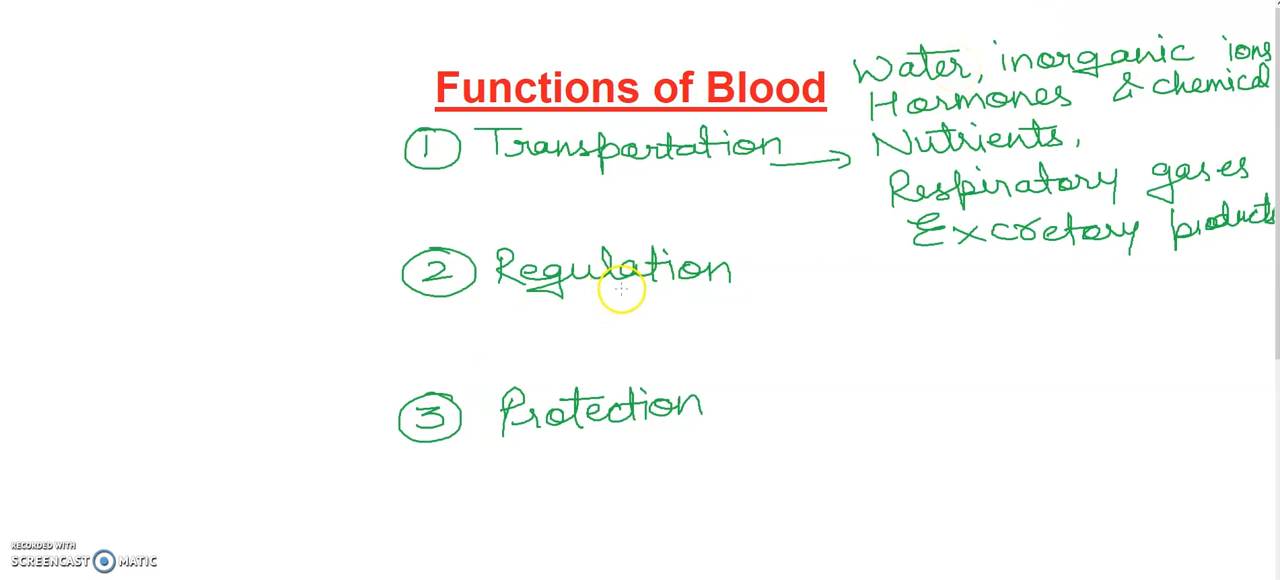 Water, inorganic ions
Functions of Blood
Hormones & chemical
① Transportation → Nutrients,
Respiratory gases
Excretory products
② Regulation
③ Protection
RECORDED WITH
SCREENCAST MATIC